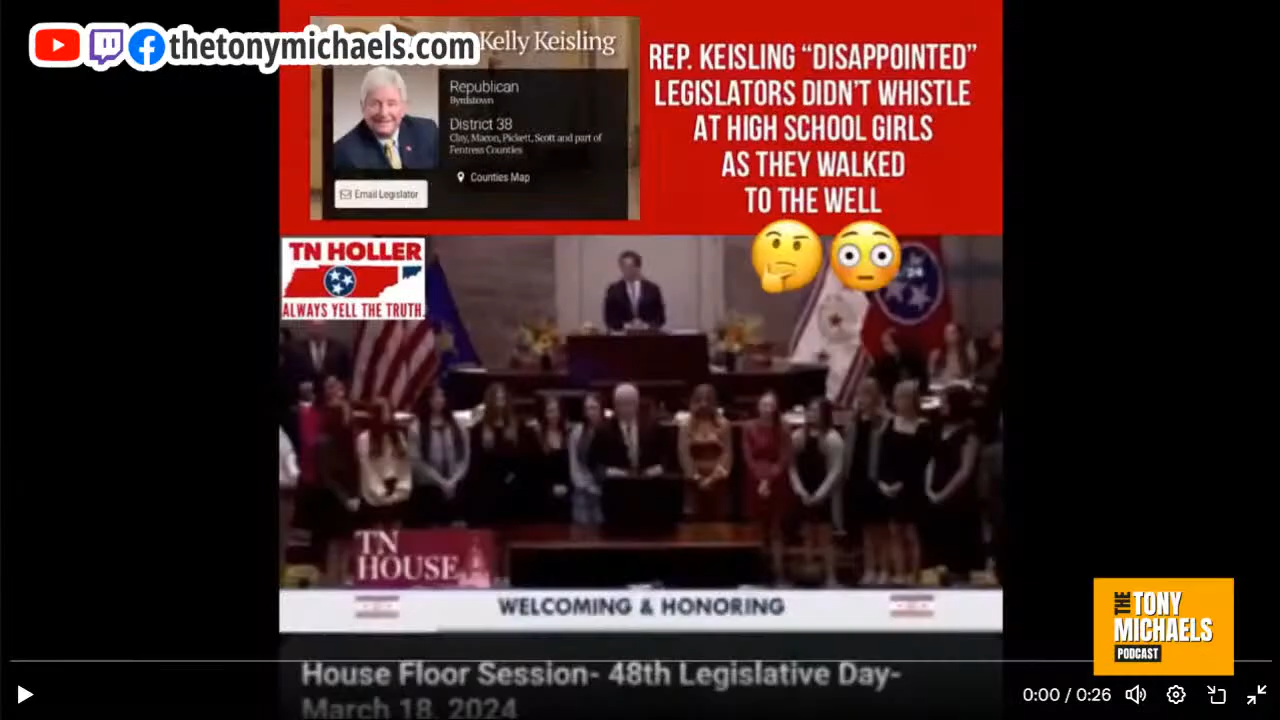 thetonymichaels.com
Kelly Keisling
Republican
Byrdstown
District 38
Clay, Macon, Pickett, Scott and part of
Fentress Counties
Counties Map
Email Legislator
REP. KEISLING “DISAPPOINTED”
LEGISLATORS DIDN’T WHISTLE
AT HIGH SCHOOL GIRLS
AS THEY WALKED
TO THE WELL
TN HOLLER
ALWAYS YELL THE TRUTH.
TN
HOUSE
WELCOMING & HONORING
House Floor Session- 48th Legislative Day-
March 18, 2024
THE
TONY
MICHAELS
PODCAST
0:00 / 0:26